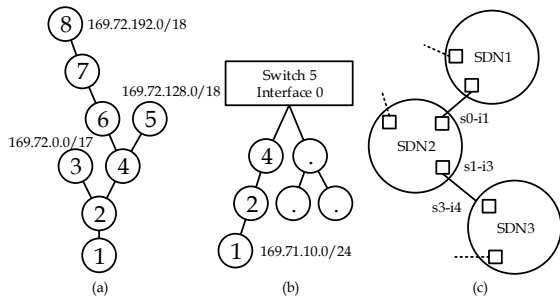 8
169.72.192.0/18
7
6
5
169.72.128.0/18
169.72.0.0/17
3
4
2
1
(a)
Switch 5
Interface 0
4
.
2
.
.
1
169.71.10.0/24
(b)
SDN1
s0-i1
SDN2
s1-i3
s3-i4
SDN3
(c)